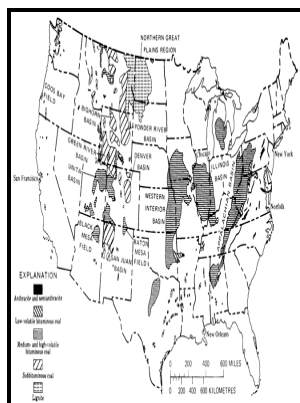 NORTHERN GREAT
PLAINS REGION
COOS BAY
FIELD
BIGHORN
BASIN
POWDER RIVER
BASIN
GREEN RIVER
BASIN
DENVER
BASIN
UINTA
BASIN
Chicago
ILLINOIS
BASIN
New York
San Francisco
WESTERN
INTERIOR
BASIN
Norfolk
BLACK
MESA
FIELD
RATON
MESA
FIELD
SAN JUAN
BASIN
EXPLANATION
Anthracite and semianthracite
Low-volatile bituminous coal
Medium- and high-volatile
bituminous coal
Subbituminous coal
Lignite
New Orleans
0 200 400 600 MILES
0 200 400 600 KILOMETRES